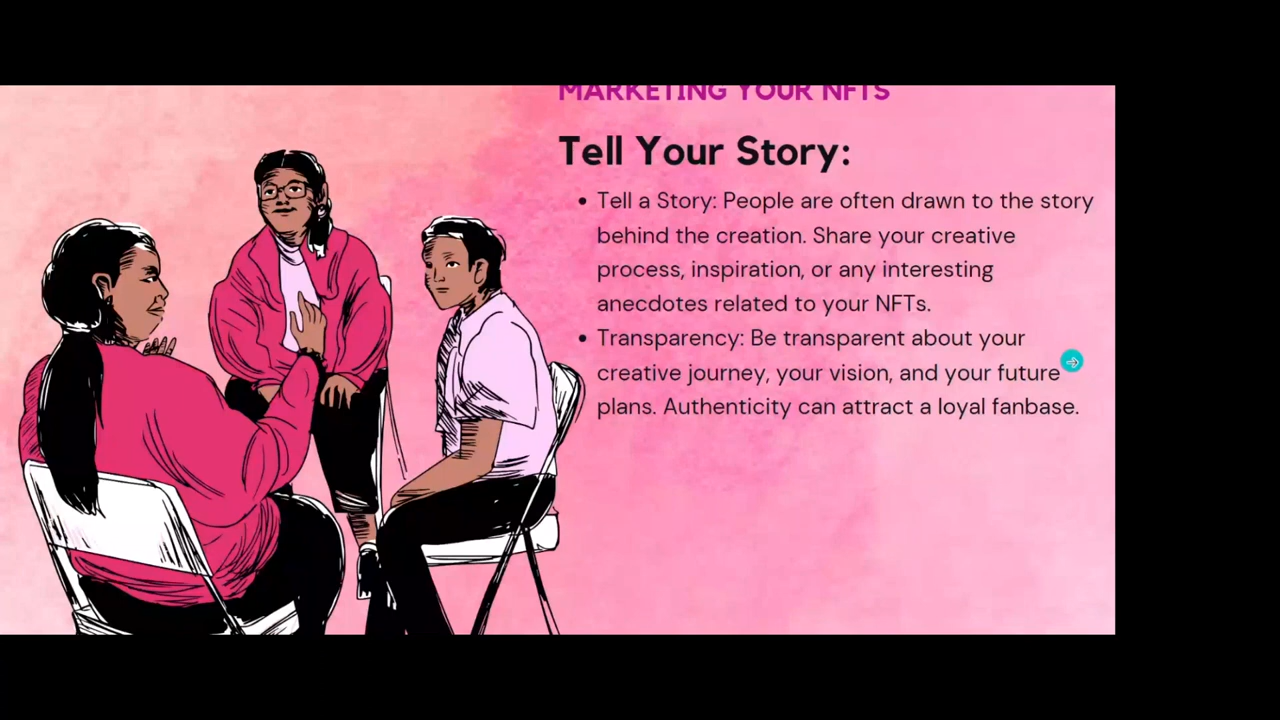 MARKETING YOUR NFTS
Tell Your Story:
• Tell a Story: People are often drawn to the story
behind the creation. Share your creative
process, inspiration, or any interesting
anecdotes related to your NFTs.
• Transparency: Be transparent about your
creative journey, your vision, and your future
plans. Authenticity can attract a loyal fanbase.